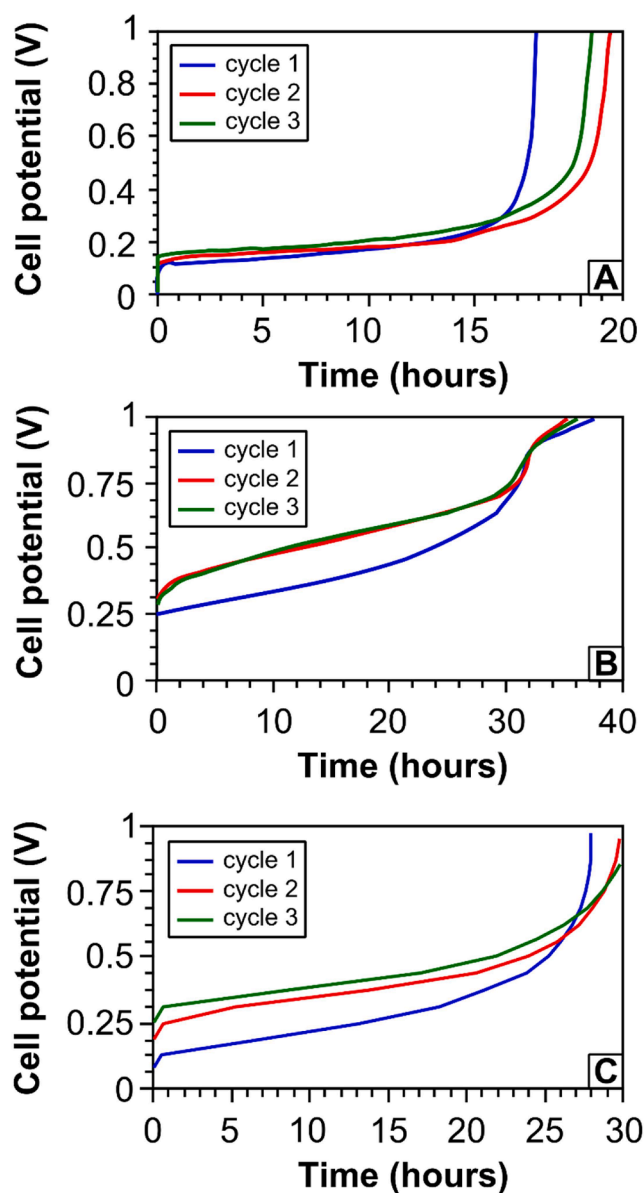 Cell potential (V)
1
0.8
0.6
0.4
0.2
0
cycle 1
cycle 2
cycle 3
A
0 5 10 15 20
Time (hours)
Cell potential (V)
1
0.75
0.5
0.25
0
cycle 1
cycle 2
cycle 3
B
0 10 20 30 40
Time (hours)
Cell potential (V)
1
0.75
0.5
0.25
0
cycle 1
cycle 2
cycle 3
C
0 5 10 15 20 25 30
Time (hours)